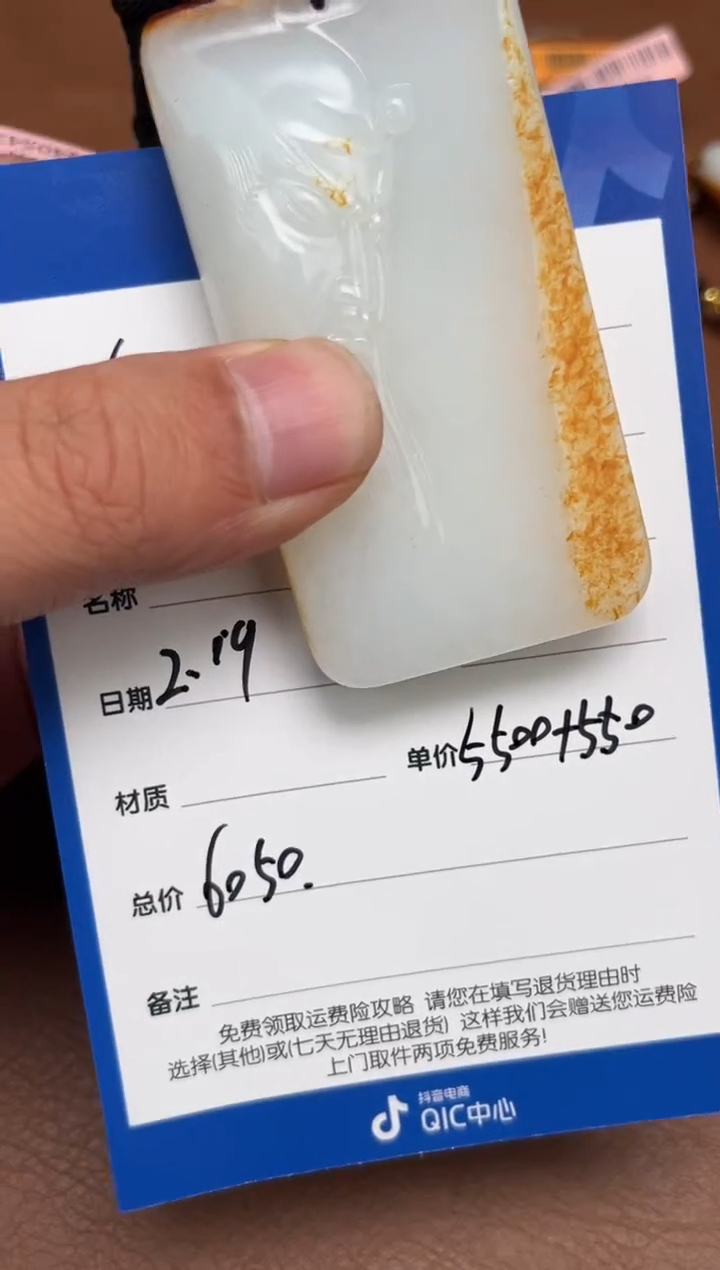 名称
日期 2.19
单价 5500+550
材质
总价 6050.
备注
免费领取运费险攻略 请您在填写退货理由时
选择(其他)或(七天无理由退货) 这样我们会赠送您运费险
上门取件两项免费服务!
抖音电商
QIC中心